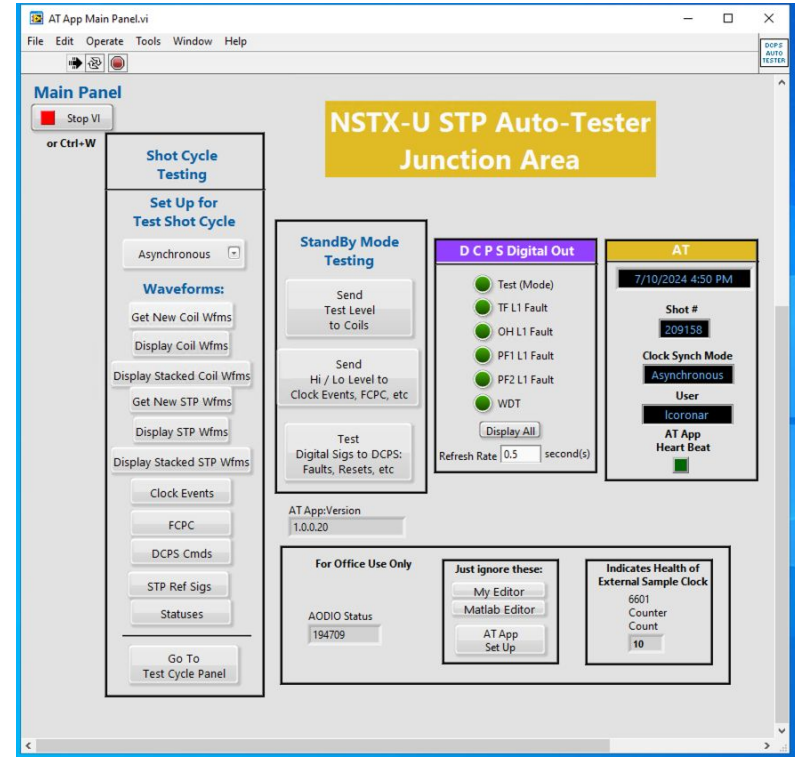 AT App Main Panel.vi
File Edit Operate Tools Window Help
DCPS
AUTO
TESTER
Main Panel
Stop VI
or Ctrl+W
NSTX-U STP Auto-Tester
Junction Area
Shot Cycle
Testing
Set Up for
Test Shot Cycle
Asynchronous
Waveforms:
Get New Coil Wfms
Display Coil Wfms
Display Stacked Coil Wfms
Get New STP Wfms
Display STP Wfms
Display Stacked STP Wfms
Clock Events
FCPC
DCPS Cmds
STP Ref Sigs
Statuses
Go To
Test Cycle Panel
StandBy Mode
Testing
Send
Test Level
to Coils
Send
Hi / Lo Level to
Clock Events, FCPC, etc
Test
Digital Sigs to DCPS:
Faults, Resets, etc
D C P S Digital Out
Test (Mode)
TF L1 Fault
OH L1 Fault
PF1 L1 Fault
PF2 L1 Fault
WDT
Display All
Refresh Rate 0.5 second(s)
AT
7/10/2024 4:50 PM
Shot #
209158
Clock Synch Mode
Asynchronous
User
lcoronar
AT App
Heart Beat
AT App:Version
1.0.0.20
For Office Use Only
AODIO Status
194709
Just ignore these:
My Editor
Matlab Editor
AT App
Set Up
Indicates Health of
External Sample Clock
6601
Counter
Count
10